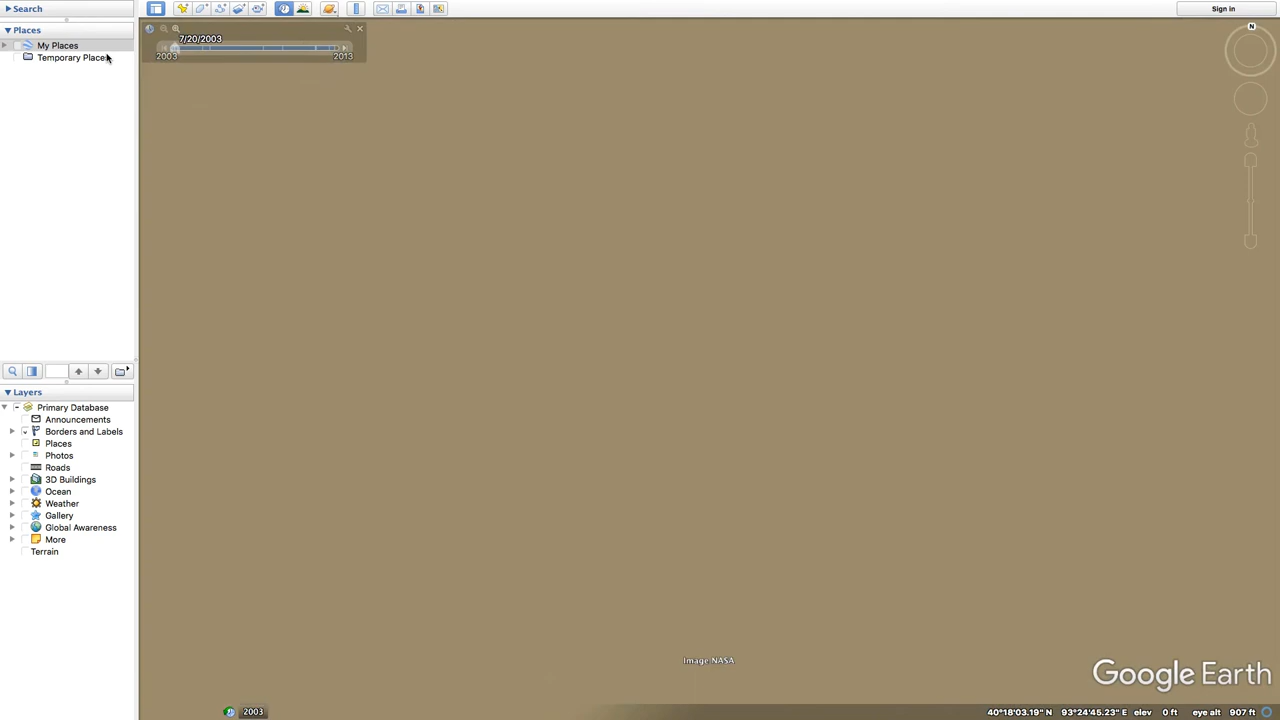 Search
Sign in
Places
7/20/2003
My Places
2003
2013
Temporary Places
Layers
Primary Database
Announcements
Borders and Labels
Places
Photos
Roads
3D Buildings
Ocean
Weather
Gallery
Global Awareness
More
Terrain
Image NASA
Google Earth
2003
40°18'03.19" N 93°24'45.23" E elev 0 ft eye alt 907 ft
N